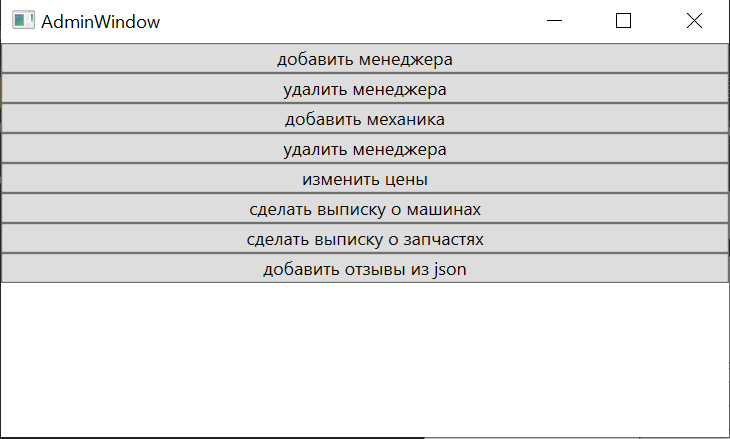 AdminWindow
добавить менеджера
удалить менеджера
добавить механика
удалить менеджера
изменить цены
сделать выписку о машинах
сделать выписку о запчастях
добавить отзывы из json